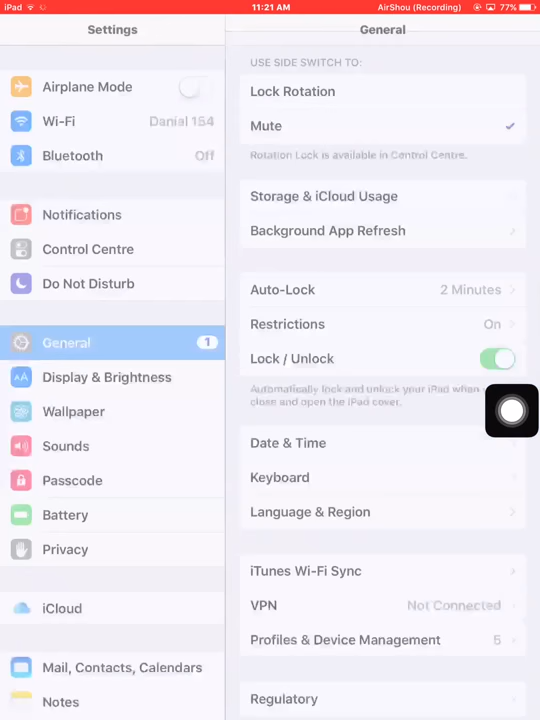 iPad 11:21 AM AirShou (Recording) 77%
Settings
General
Airplane Mode
Wi-Fi Danial 154
Bluetooth Off
Notifications
Control Centre
Do Not Disturb
General 1
Display & Brightness
Wallpaper
Sounds
Passcode
Battery
Privacy
iCloud
Mail, Contacts, Calendars
Notes
USE SIDE SWITCH TO:
Lock Rotation
Mute
Rotation Lock is available in Control Centre.
Storage & iCloud Usage
Background App Refresh
Auto-Lock 2 Minutes
Restrictions On
Lock / Unlock
Automatically lock and unlock your iPad when
close and open the iPad cover.
Date & Time
Keyboard
Language & Region
iTunes Wi-Fi Sync
VPN Not Connected
Profiles & Device Management 5
Regulatory